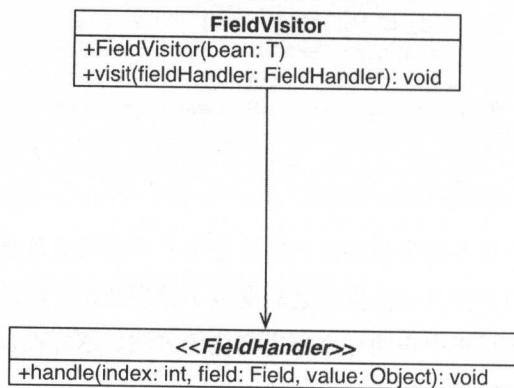 FieldVisitor
+FieldVisitor(bean: T)
+visit(fieldHandler: FieldHandler): void
<<FieldHandler>>
+handle(index: int, field: Field, value: Object): void